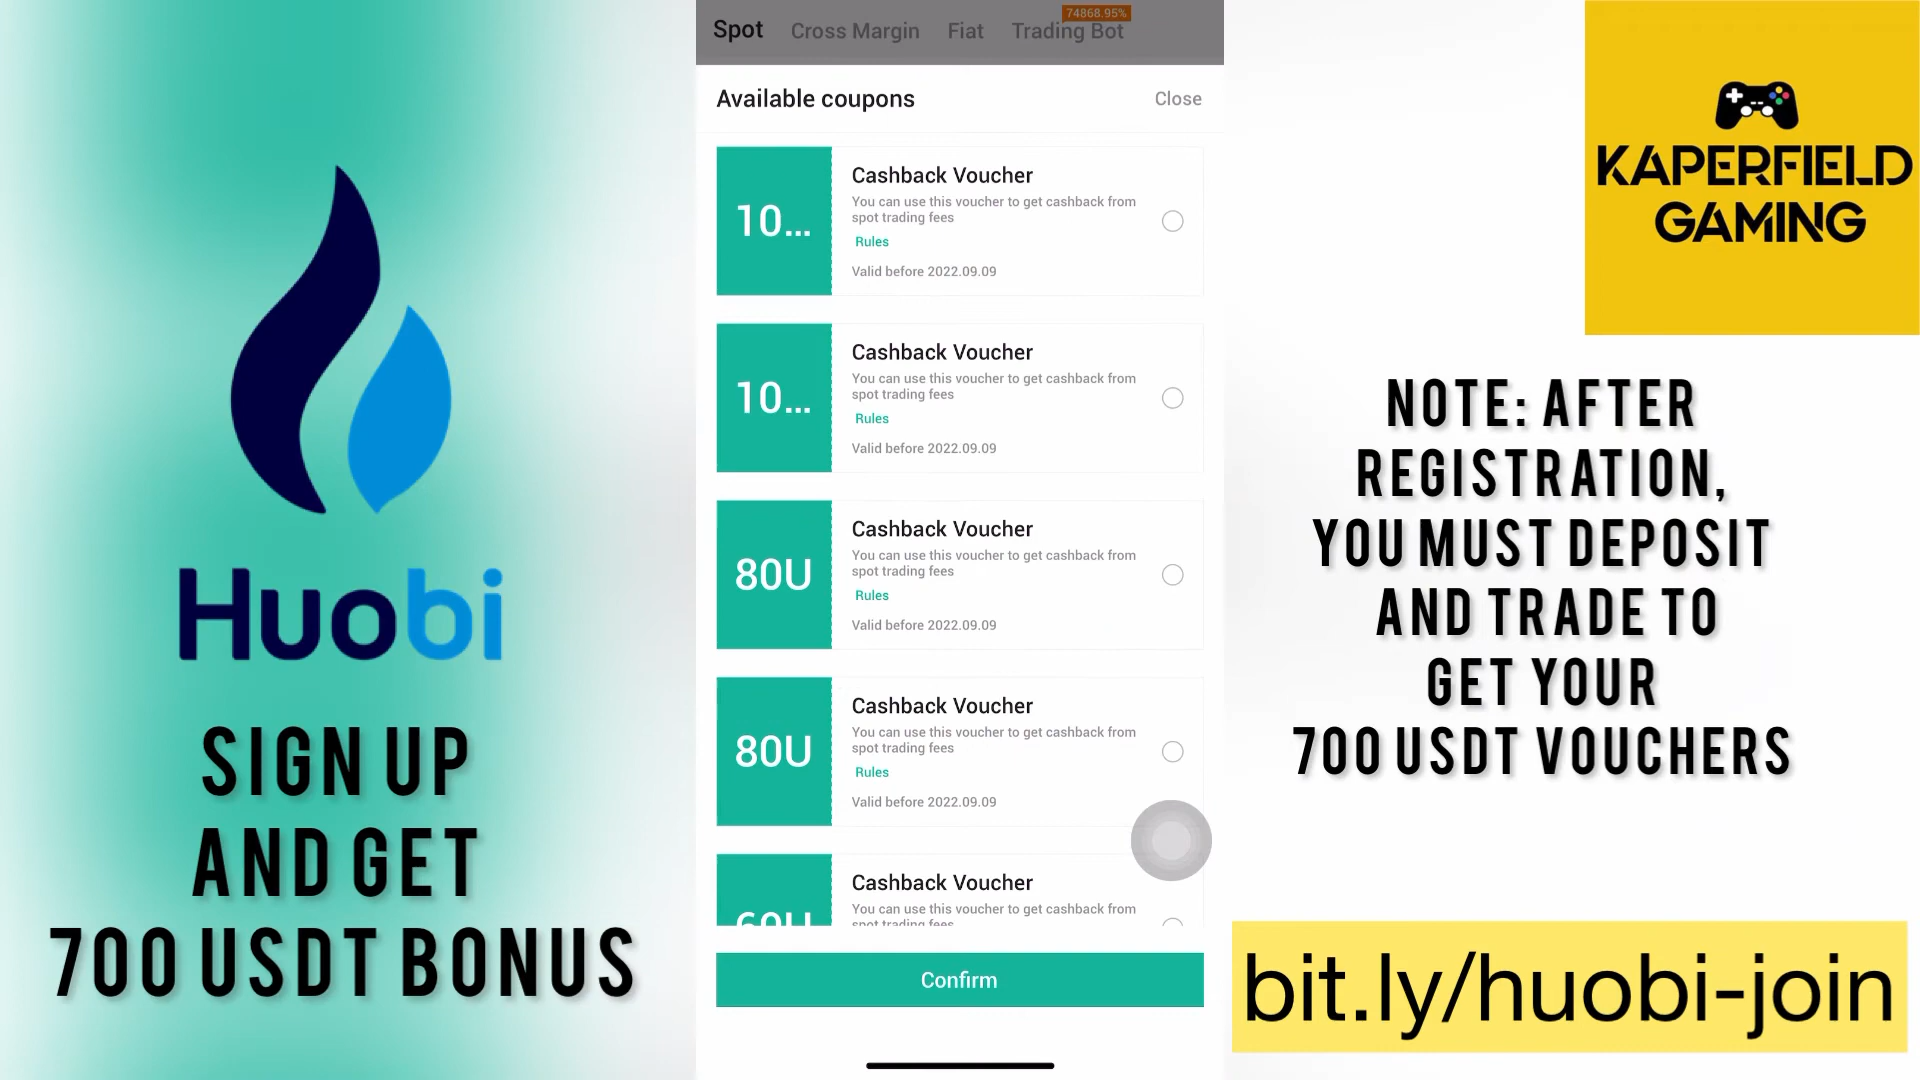 Huobi
SIGN UP
AND GET
700 USDT BONUS
Spot
Cross Margin
Fiat
Trading Bot
74868.95%
Available coupons
Close
10...
Cashback Voucher
You can use this voucher to get cashback from
spot trading fees
Rules
Valid before 2022.09.09
10...
Cashback Voucher
You can use this voucher to get cashback from
spot trading fees
Rules
Valid before 2022.09.09
80U
Cashback Voucher
You can use this voucher to get cashback from
spot trading fees
Rules
Valid before 2022.09.09
80U
Cashback Voucher
You can use this voucher to get cashback from
spot trading fees
Rules
Valid before 2022.09.09
60U
Cashback Voucher
You can use this voucher to get cashback from
spot trading fees
Confirm
KAPERFIELD
GAMING
NOTE: AFTER
REGISTRATION,
YOU MUST DEPOSIT
AND TRADE TO
GET YOUR
700 USDT VOUCHERS
bit.ly/huobi-join